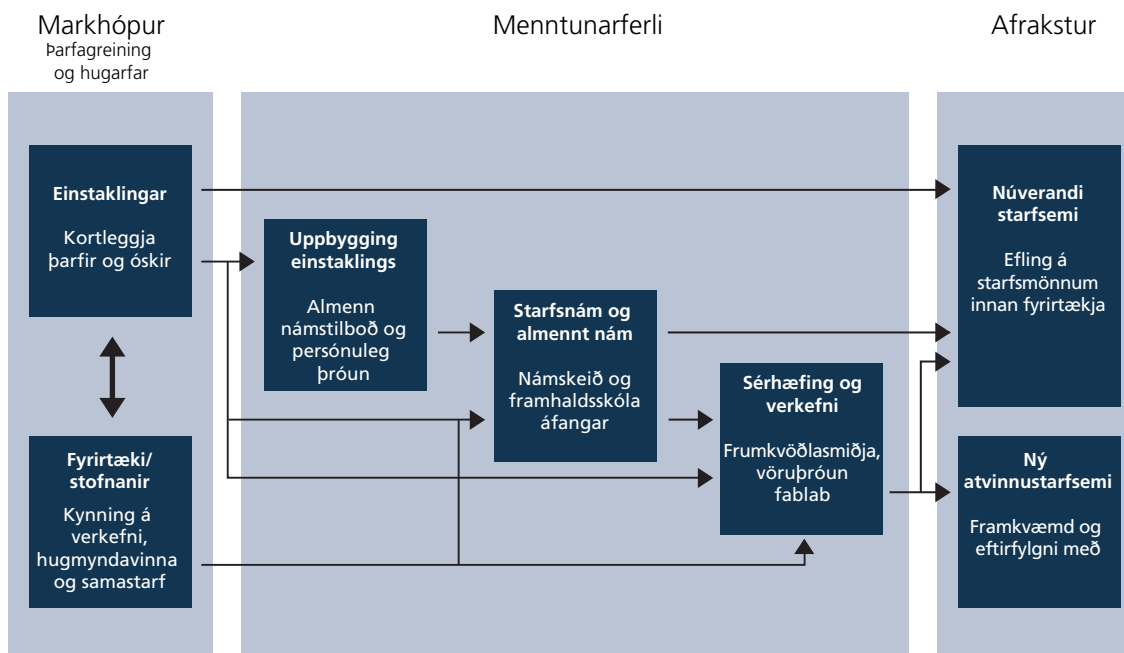 Markhópur
Þarfagreining
og hugarfar
Menntunarferli
Afrakstur
Einstaklingar
Kortleggja
þarfir og óskir
Fyrirtæki/
stofnanir
Kynning á
verkefni,
hugmyndavinna
og samastarf
Uppbygging
einstaklings
Almenn
námstilboð og
persónuleg
þróun
Starfsnám og
almennt nám
Námskeið og
framhaldsskóla
áfangar
Sérhæfing og
verkefni
Frumkvöðlasmiðja,
vöruþróun
fablab
Núverandi
starfsemi
Efling á
starfsmönnum
innan fyrirtækja
Ný
atvinnustarfsemi
Framkvæmd og
eftirfylgni með